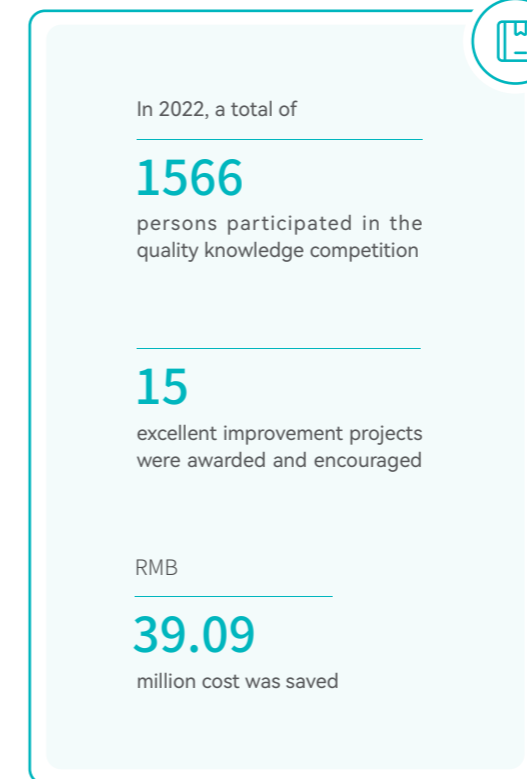 In 2022, a total of
1566
persons participated in the
quality knowledge competition
15
excellent improvement projects
were awarded and encouraged
RMB
39.09
million cost was saved